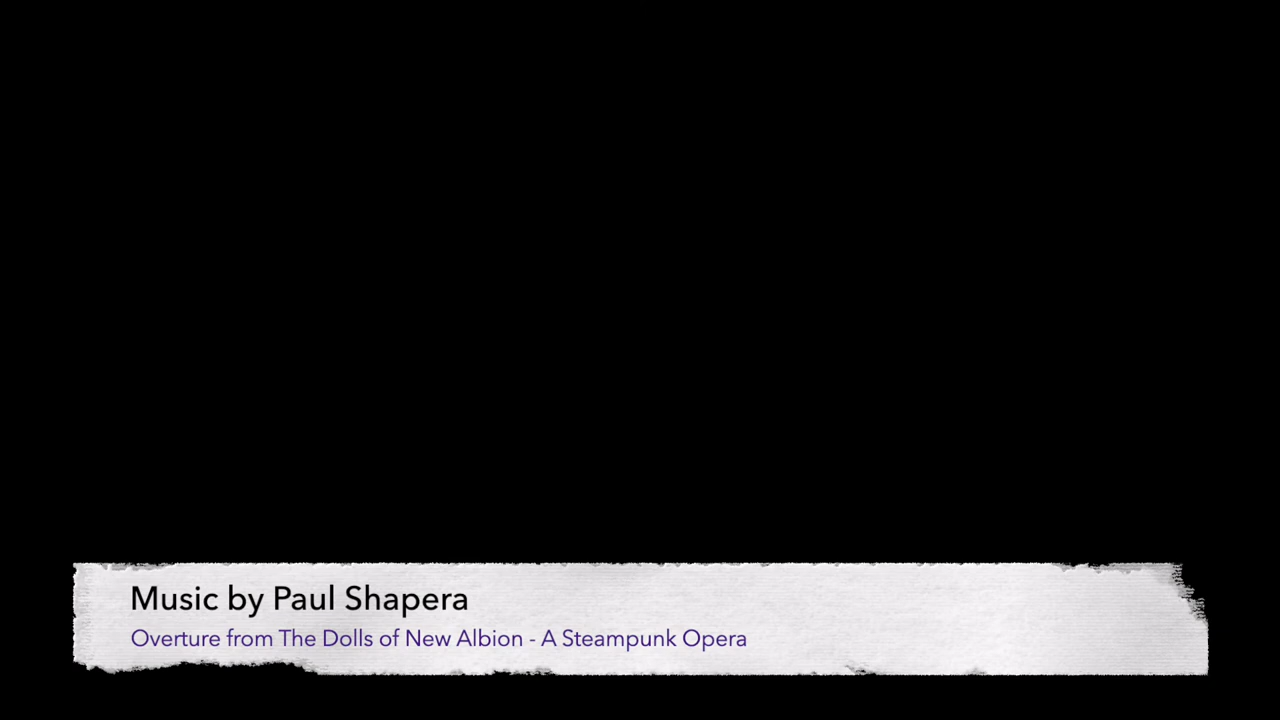 Music by Paul Shapera
Overture from The Dolls of New Albion - A Steampunk Opera